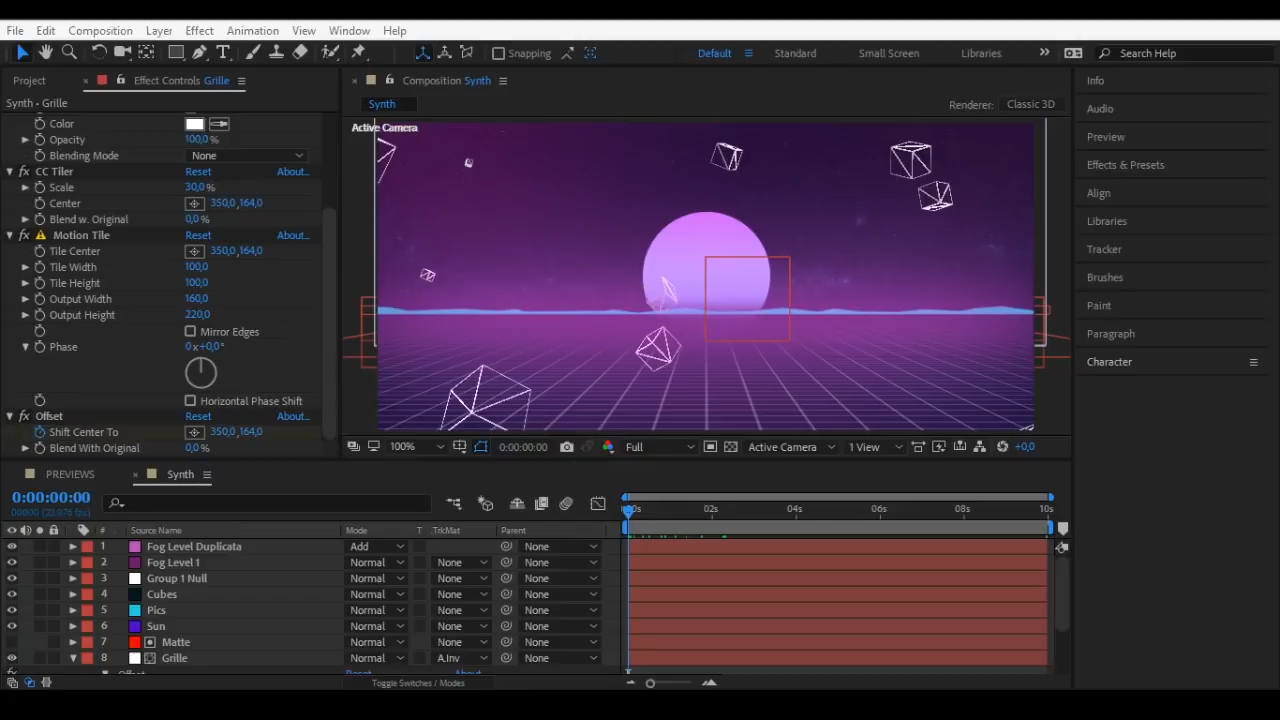 File Edit Composition Layer Effect Animation View Window Help
Snapping Default Standard Small Screen Libraries Search Help
Project Effect Controls Grille Composition Synth Info
Synth • Grille Synth Renderer: Classic 3D
Audio
Color
Active Camera
Opacity 100,0 %
Preview
Blending Mode None
Effects & Presets
fx CC Tiler Reset About...
Scale 30,0 %
Align
Center 350,0,164,0
Blend w. Original 0,0 %
Libraries
fx Motion Tile Reset About...
Tile Center 350,0,164,0
Tracker
Tile Width 100,0
Brushes
Tile Height 100,0
Output Width 160,0
Paint
Output Height 220,0
Mirror Edges
Paragraph
Phase 0 x+0,0 °
Character
Horizontal Phase Shift
fx Offset Reset About...
Shift Center To 350,0,164,0
Blend With Original 0,0 %
100% 0:00:00:00 Full Active Camera 1 View +0,0
PREVIEWS Synth
0:00:00:00
00000 (23.976 fps)
00s 02s 04s 06s 08s 10s
# Source Name Mode T .TrkMat Parent
1 Fog Level Duplicata Add None
2 Fog Level 1 Normal None None
3 Group 1 Null Normal None None
4 Cubes Normal None None
5 Pics Normal None None
6 Sun Normal None None
7 Matte Normal None None
8 Grille Normal A.Inv None
Toggle Switches / Modes